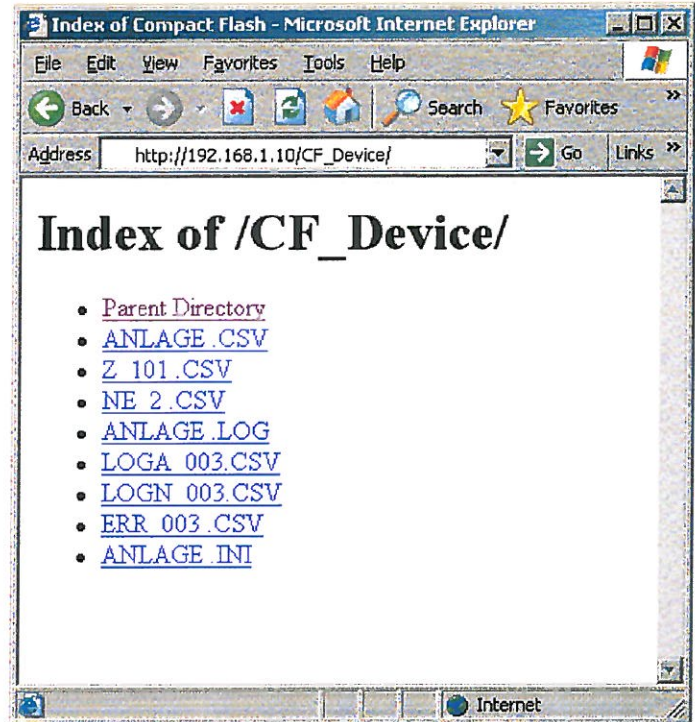 Index of Compact Flash - Microsoft Internet Explorer
File Edit View Favorites Tools Help
Back Search Favorites »
Address http://192.168.1.10/CF_Device/ Go Links »
Index of /CF_Device/
• Parent Directory
• ANLAGE .CSV
• Z_101 .CSV
• NE_2 .CSV
• ANLAGE .LOG
• LOGA_003.CSV
• LOGN_003.CSV
• ERR_003 .CSV
• ANLAGE .INI
Internet